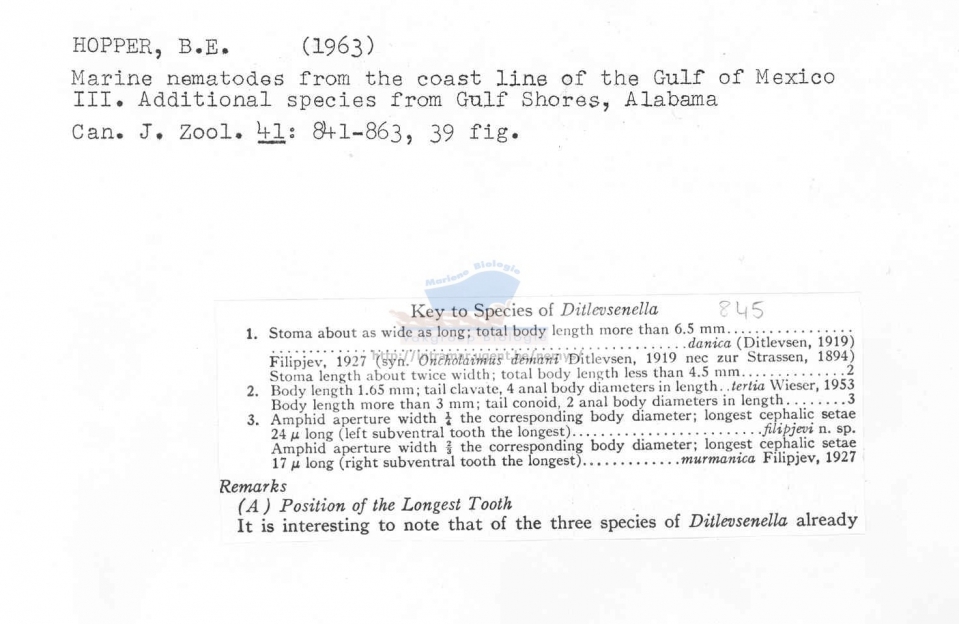 HOPPER, B.E. (1963)
Marine nematodes from the coast line of the Gulf of Mexico
III. Additional species from Gulf Shores, Alabama
Can. J. Zool. 41: 841-863, 39 fig.
Marine Biologie
Key to Species of Ditlevsenella 845
1. Stoma about as wide as long; total body length more than 6.5 mm................
................................................................danica (Ditlevsen, 1919)
Filipjev, 1927 (syn. Oncholaimus demani Ditlevsen, 1919 nec zur Strassen, 1894)
Stoma length about twice width; total body length less than 4.5 mm..............2
2. Body length 1.65 mm; tail clavate, 4 anal body diameters in length..tertia Wieser, 1953
Body length more than 3 mm; tail conoid, 2 anal body diameters in length........3
3. Amphid aperture width ¼ the corresponding body diameter; longest cephalic setae
24 μ long (left subventral tooth the longest)........................filipjevi n. sp.
Amphid aperture width ⅔ the corresponding body diameter; longest cephalic setae
17 μ long (right subventral tooth the longest).............murmanica Filipjev, 1927
Remarks
(A) Position of the Longest Tooth
It is interesting to note that of the three species of Ditlevsenella already